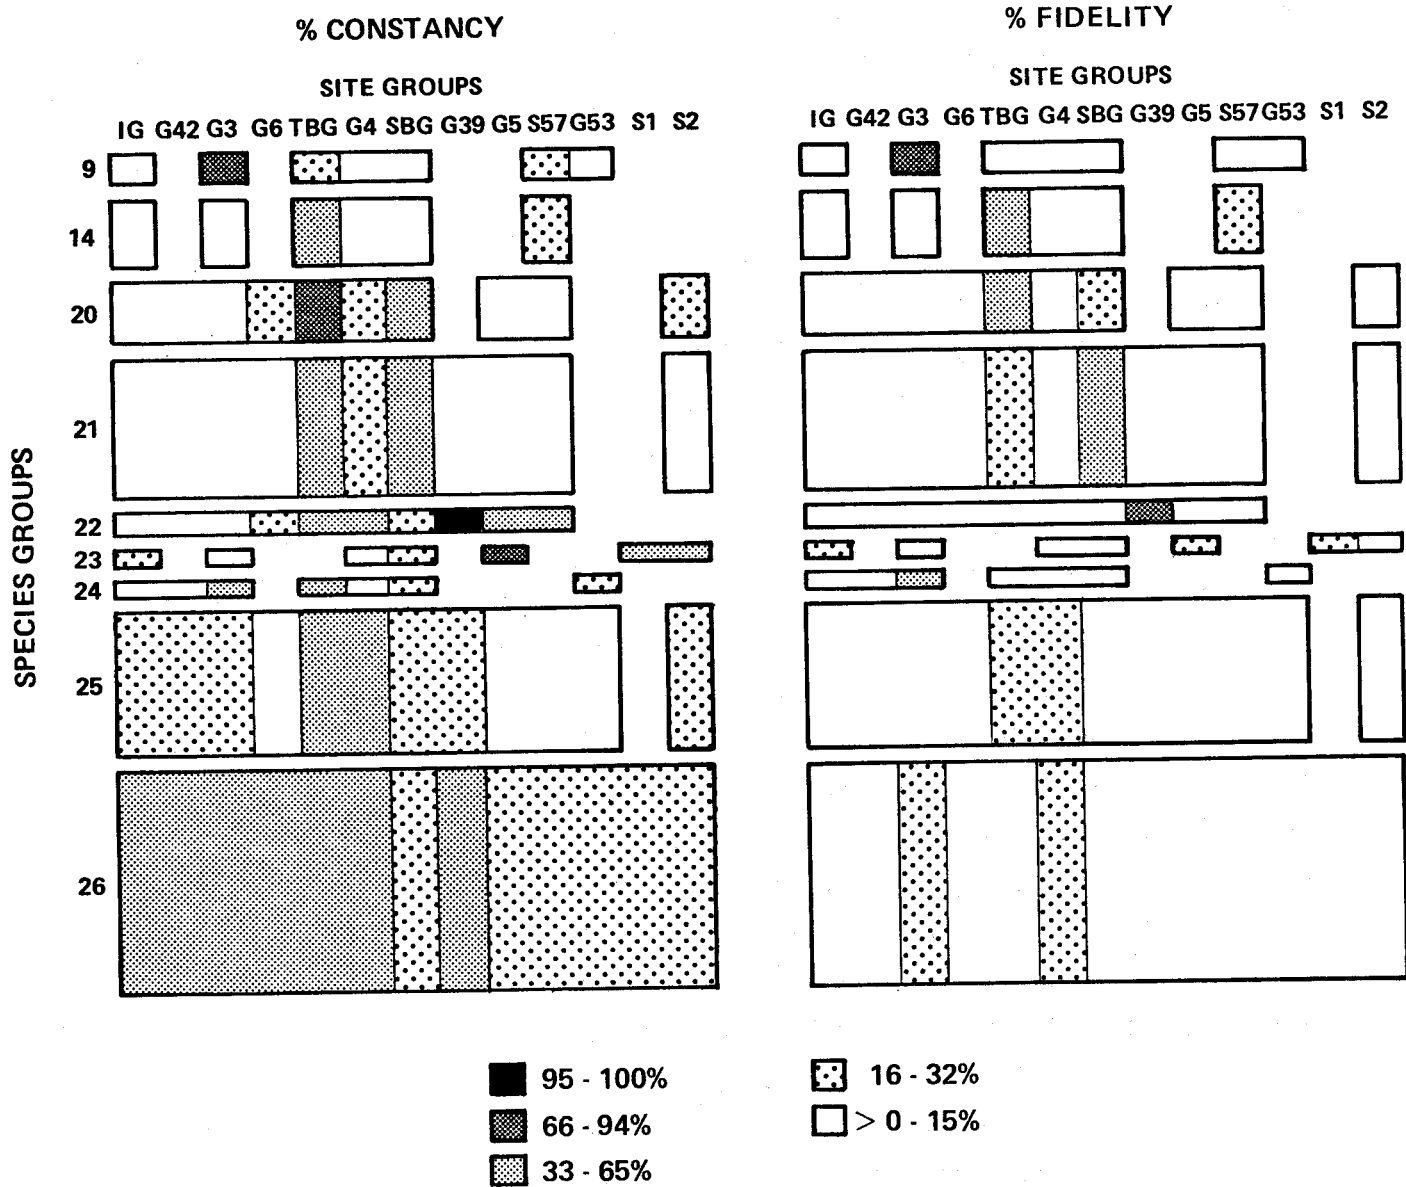 % CONSTANCY
% FIDELITY
SITE GROUPS
SITE GROUPS
IG G42 G3 G6 TBG G4 SBG G39 G5 S57 G53 S1 S2
IG G42 G3 G6 TBG G4 SBG G39 G5 S57 G53 S1 S2
SPECIES GROUPS
9
14
20
21
22
23
24
25
26
95 - 100%
66 - 94%
33 - 65%
16 - 32%
> 0 - 15%